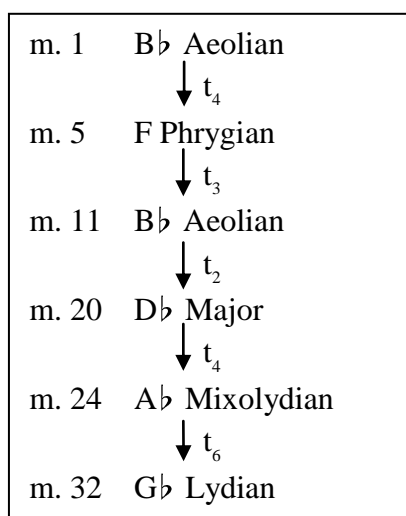 m. 1 B♭ Aeolian
t₄
m. 5 F Phrygian
t₃
m. 11 B♭ Aeolian
t₂
m. 20 D♭ Major
t₄
m. 24 A♭ Mixolydian
t₆
m. 32 G♭ Lydian